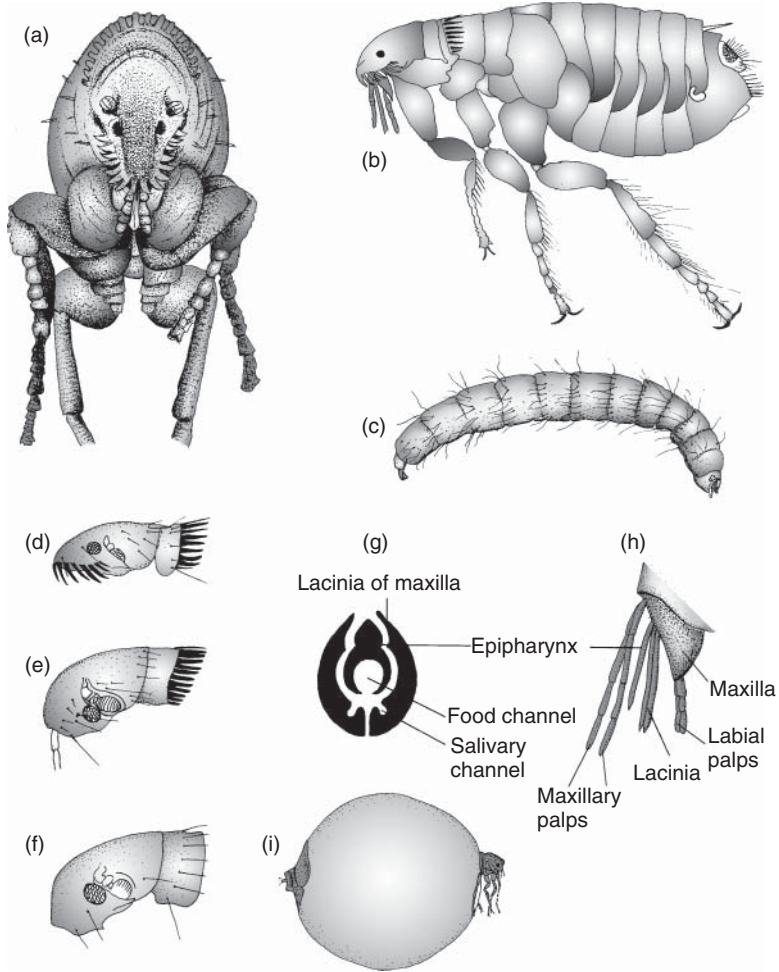 (a)
(b)
(c)
(d)
(g)
(h)
Lacinia of maxilla
(e)
Epipharynx
Maxilla
Food channel
Labial
palps
Salivary
channel
Lacinia
Maxillary
palps
(f)
(i)